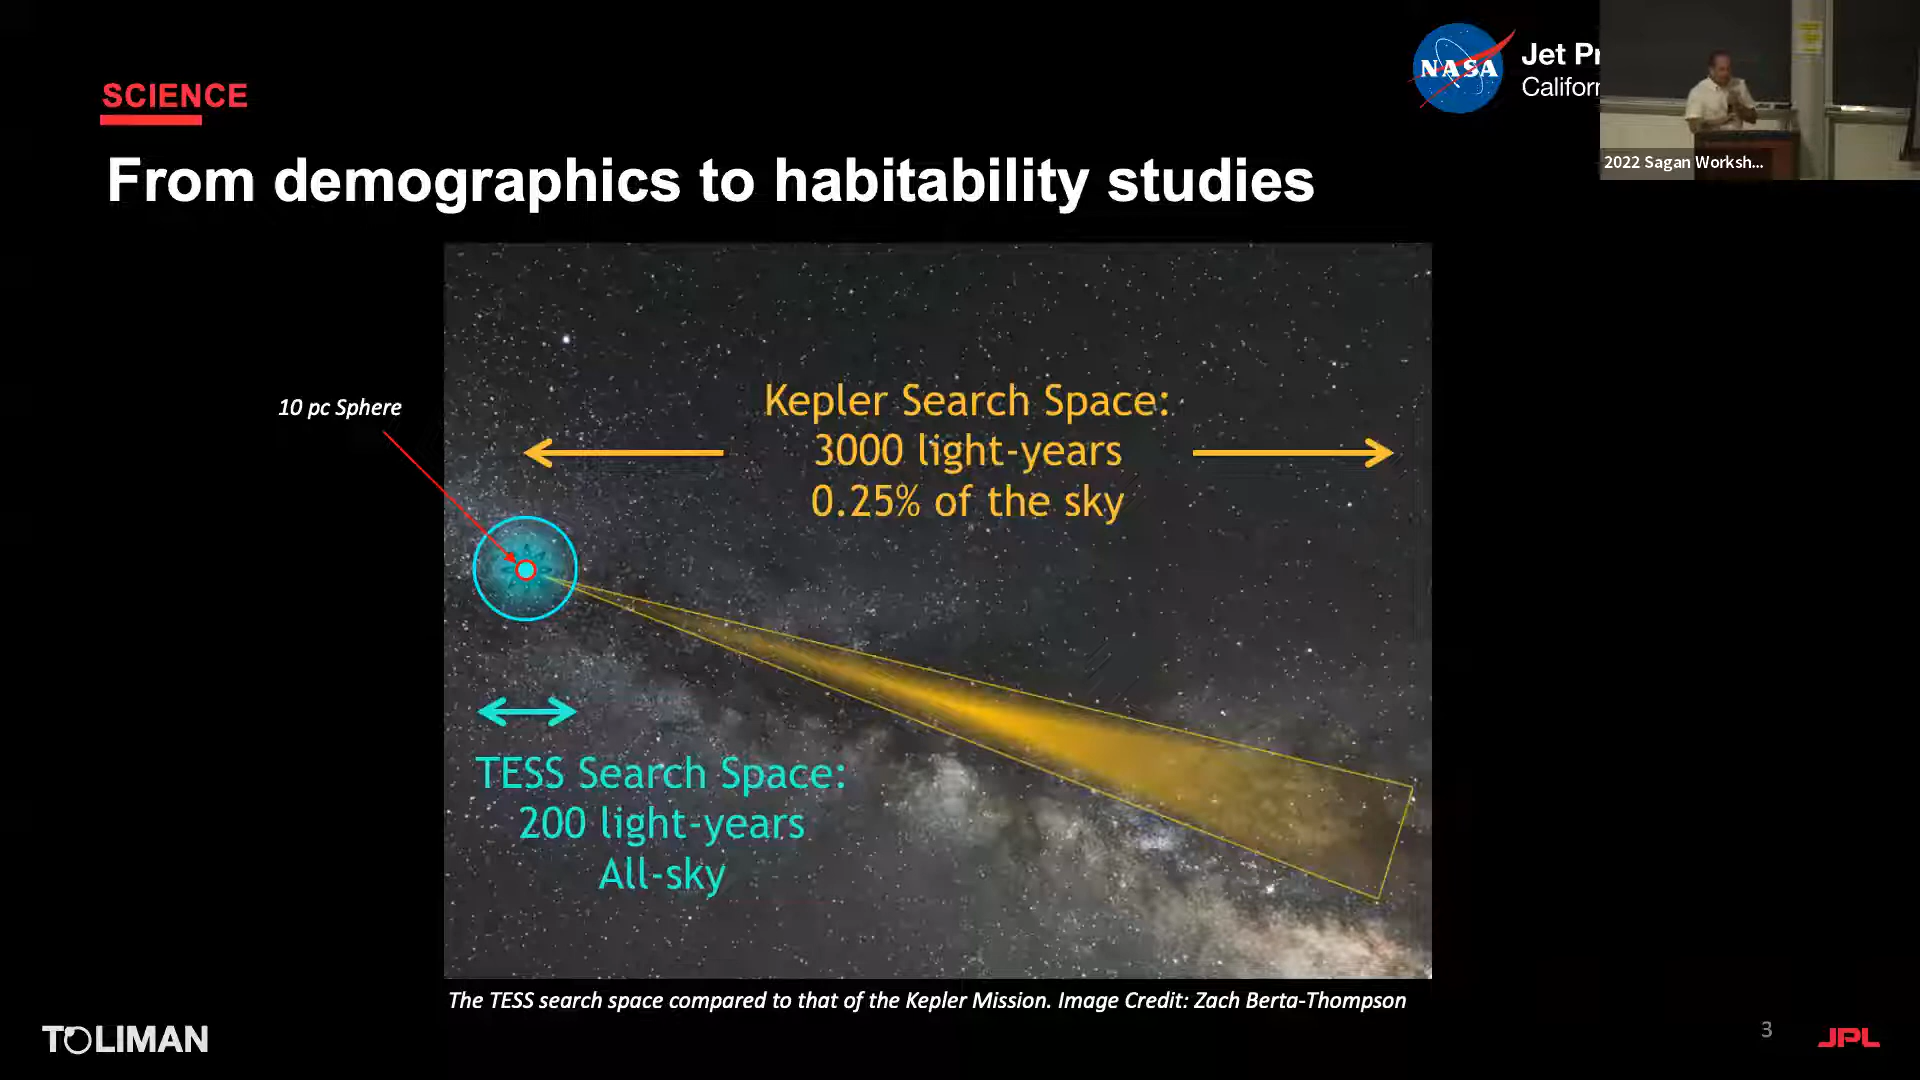 SCIENCE
NASA
Jet Pr
Califor
2022 Sagan Worksh...
From demographics to habitability studies
10 pc Sphere
Kepler Search Space:
3000 light-years
0.25% of the sky
TESS Search Space:
200 light-years
All-sky
The TESS search space compared to that of the Kepler Mission. Image Credit: Zach Berta-Thompson
TOLIMAN
3
JPL